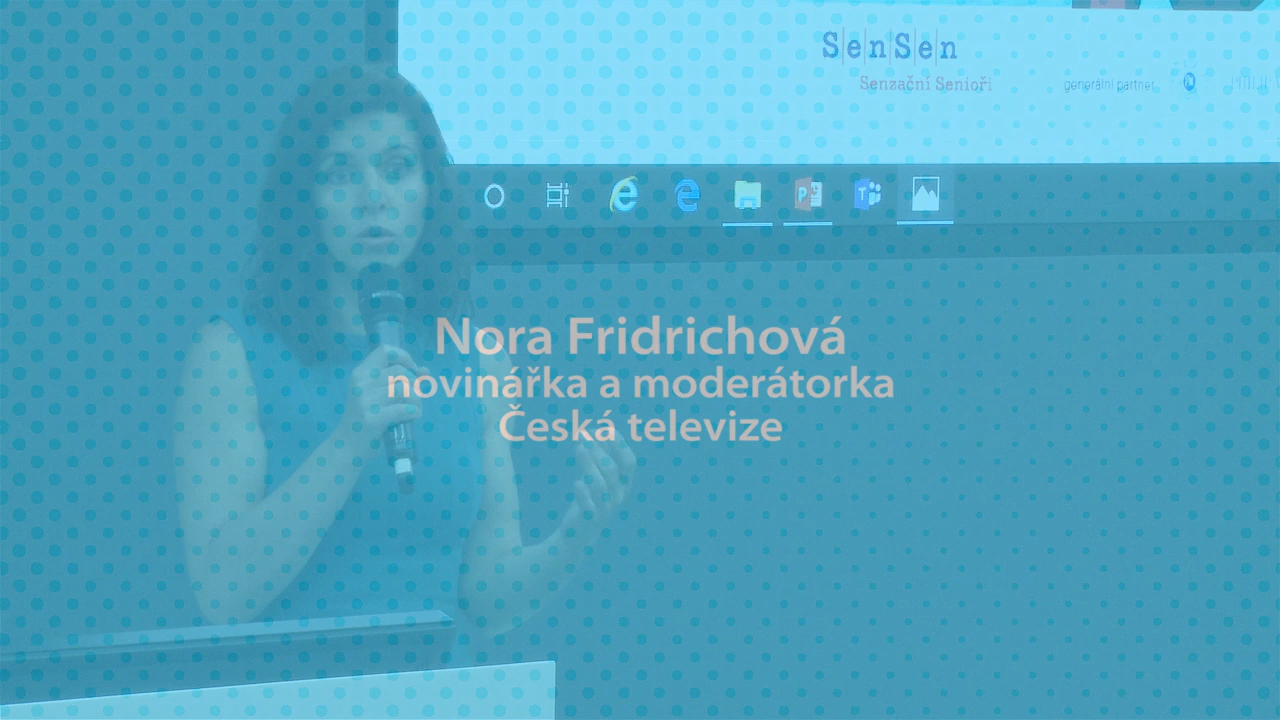 SenSen
Senzační Senioři
generální partner
Nora Fridrichová
novinářka a moderátorka
Česká televize